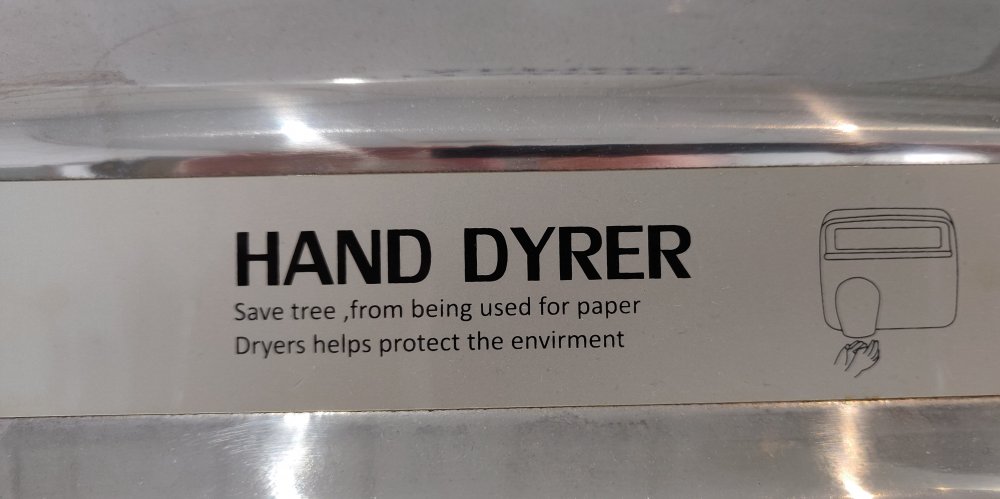 HAND DYRER
Save tree ,from being used for paper
Dryers helps protect the envirment